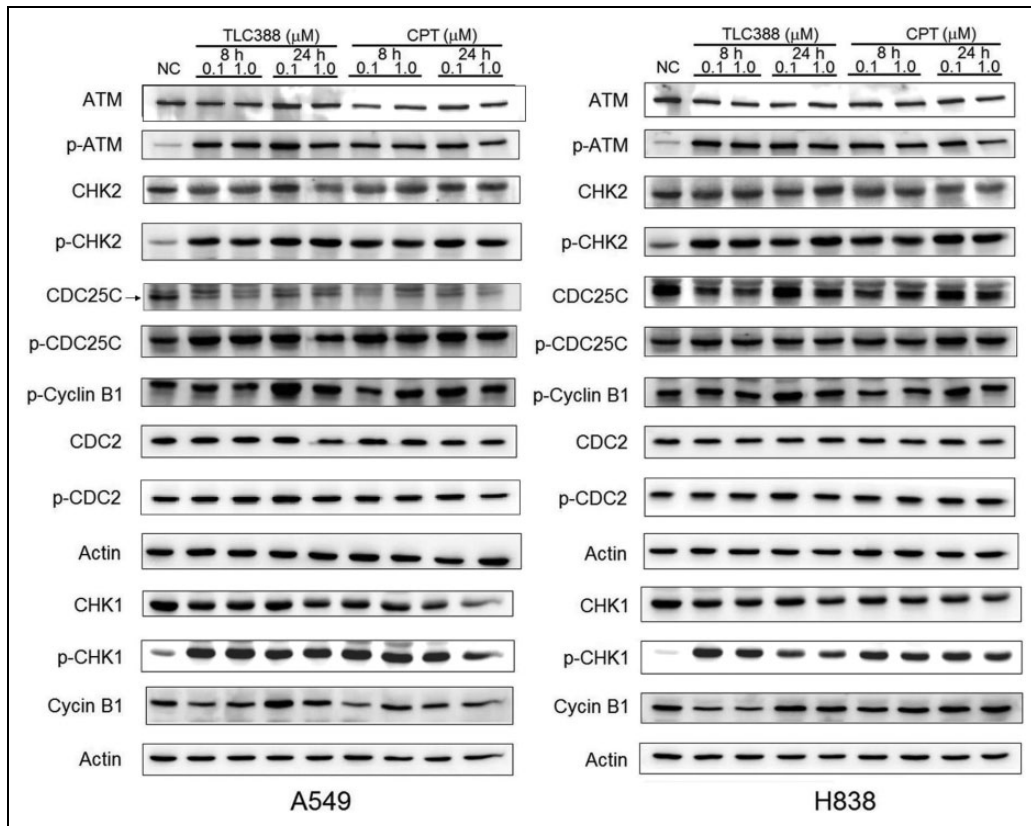 TLC388 (μM) CPT (μM)
8 h 24 h 8 h 24 h
NC 0.1 1.0 0.1 1.0 0.1 1.0 0.1 1.0
ATM
p-ATM
CHK2
p-CHK2
CDC25C
p-CDC25C
p-Cyclin B1
CDC2
p-CDC2
Actin
CHK1
p-CHK1
Cycin B1
Actin
A549
TLC388 (μM) CPT (μM)
8 h 24 h 8 h 24 h
NC 0.1 1.0 0.1 1.0 0.1 1.0 0.1 1.0
ATM
p-ATM
CHK2
p-CHK2
CDC25C
p-CDC25C
p-Cyclin B1
CDC2
p-CDC2
Actin
CHK1
p-CHK1
Cycin B1
Actin
H838